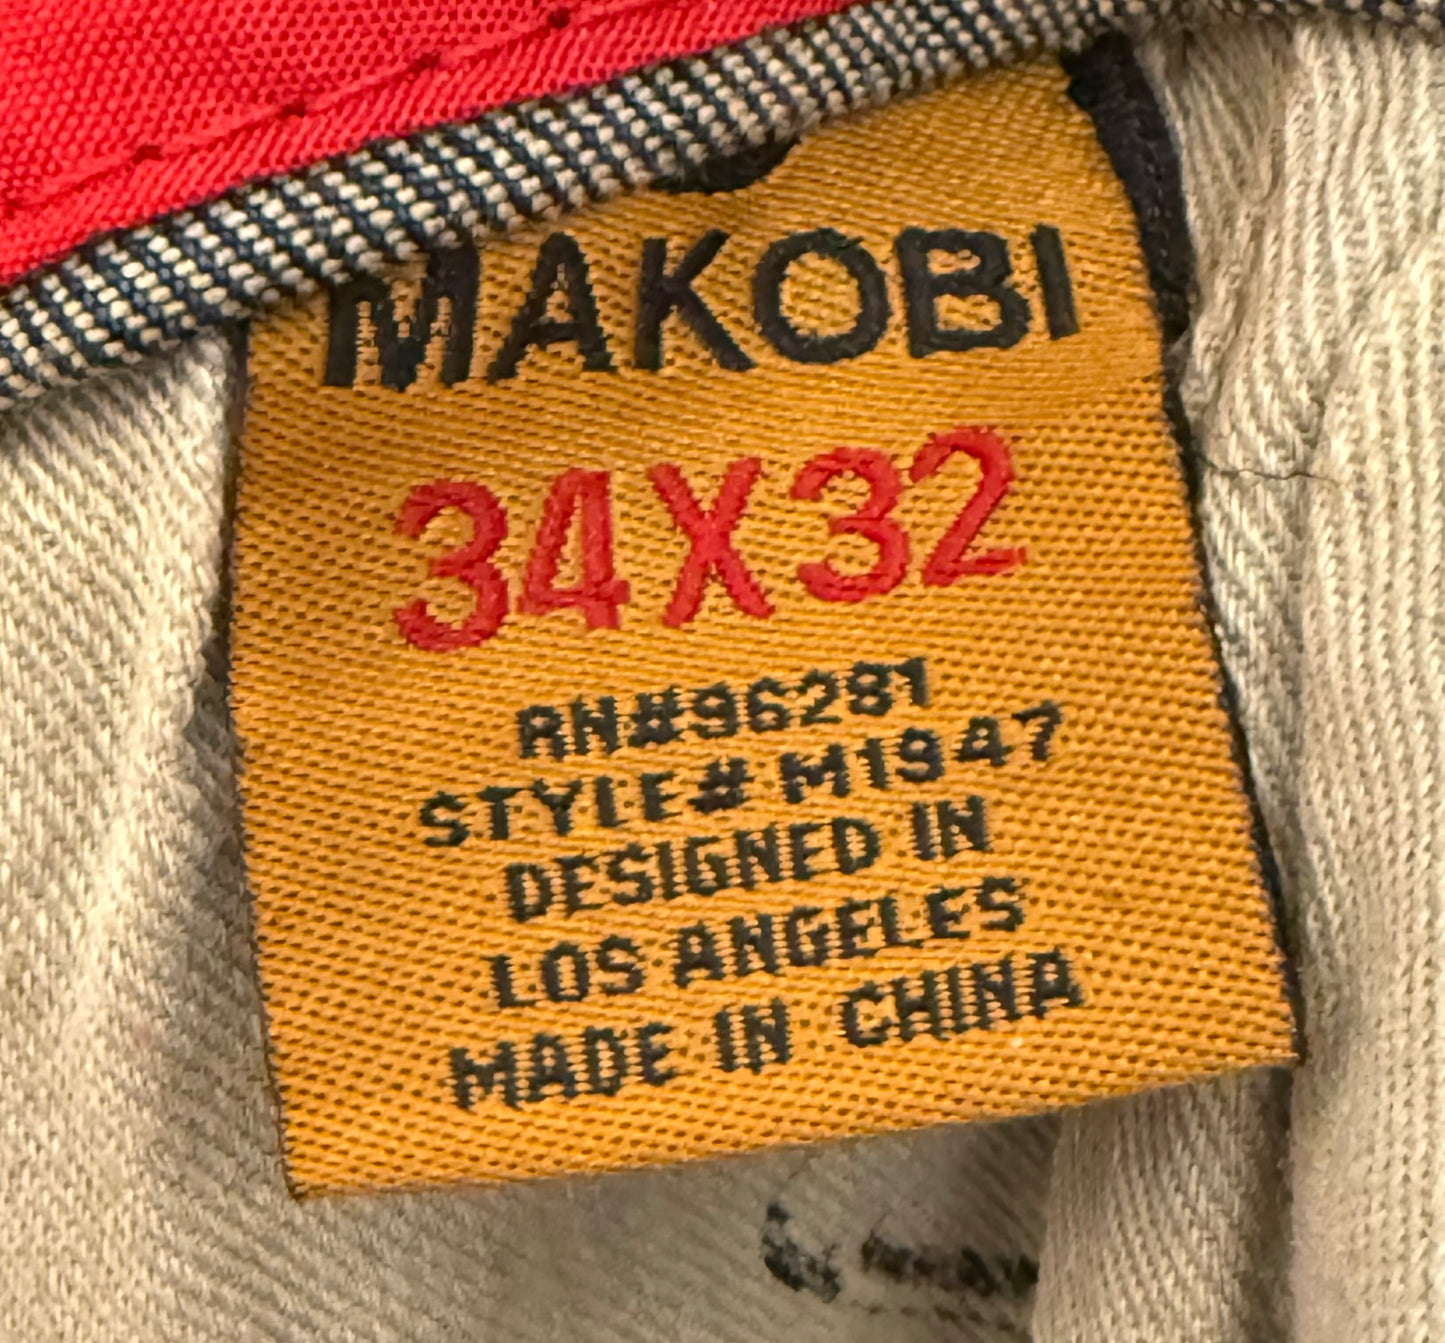 MAKOBI
34X32
RN#96281
STYLE# M1947
DESIGNED IN
LOS ANGELES
MADE IN CHINA